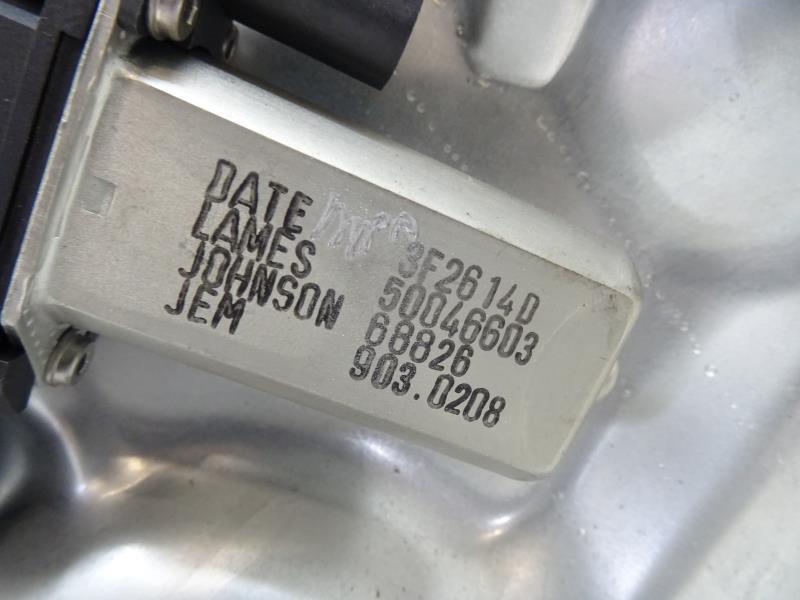 DATE 3F2614D
LAMES 50046603
JOHNSON 68826
JEM 903.0208